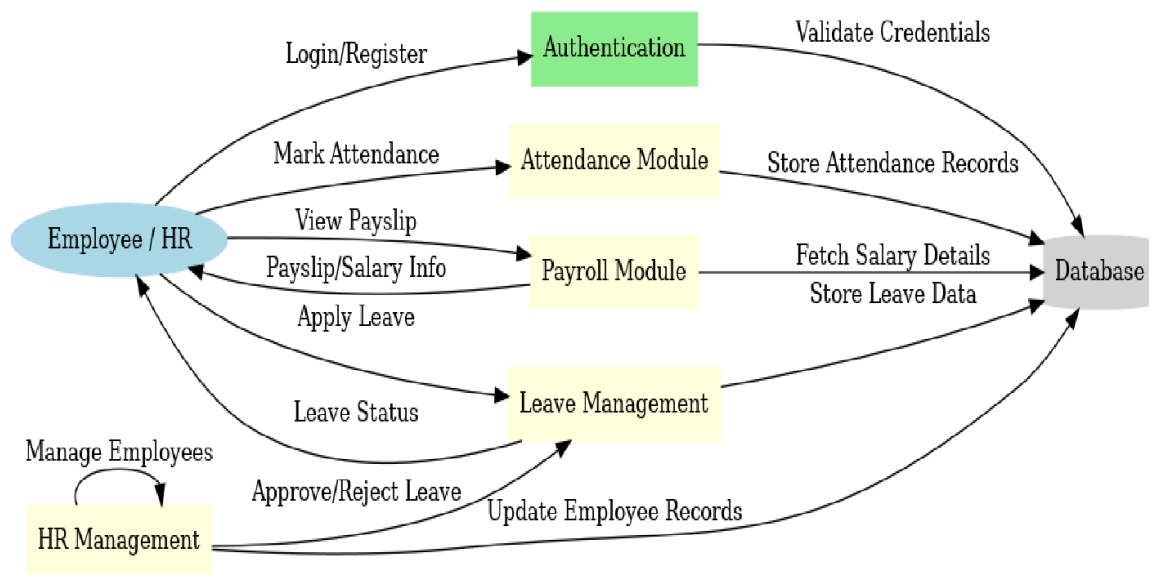 Login/Register
Authentication
Validate Credentials
Mark Attendance
Attendance Module
Store Attendance Records
Employee / HR
View Payslip
Payslip/Salary Info
Payroll Module
Fetch Salary Details
Database
Store Leave Data
Apply Leave
Leave Management
Leave Status
Manage Employees
Approve/Reject Leave
Update Employee Records
HR Management